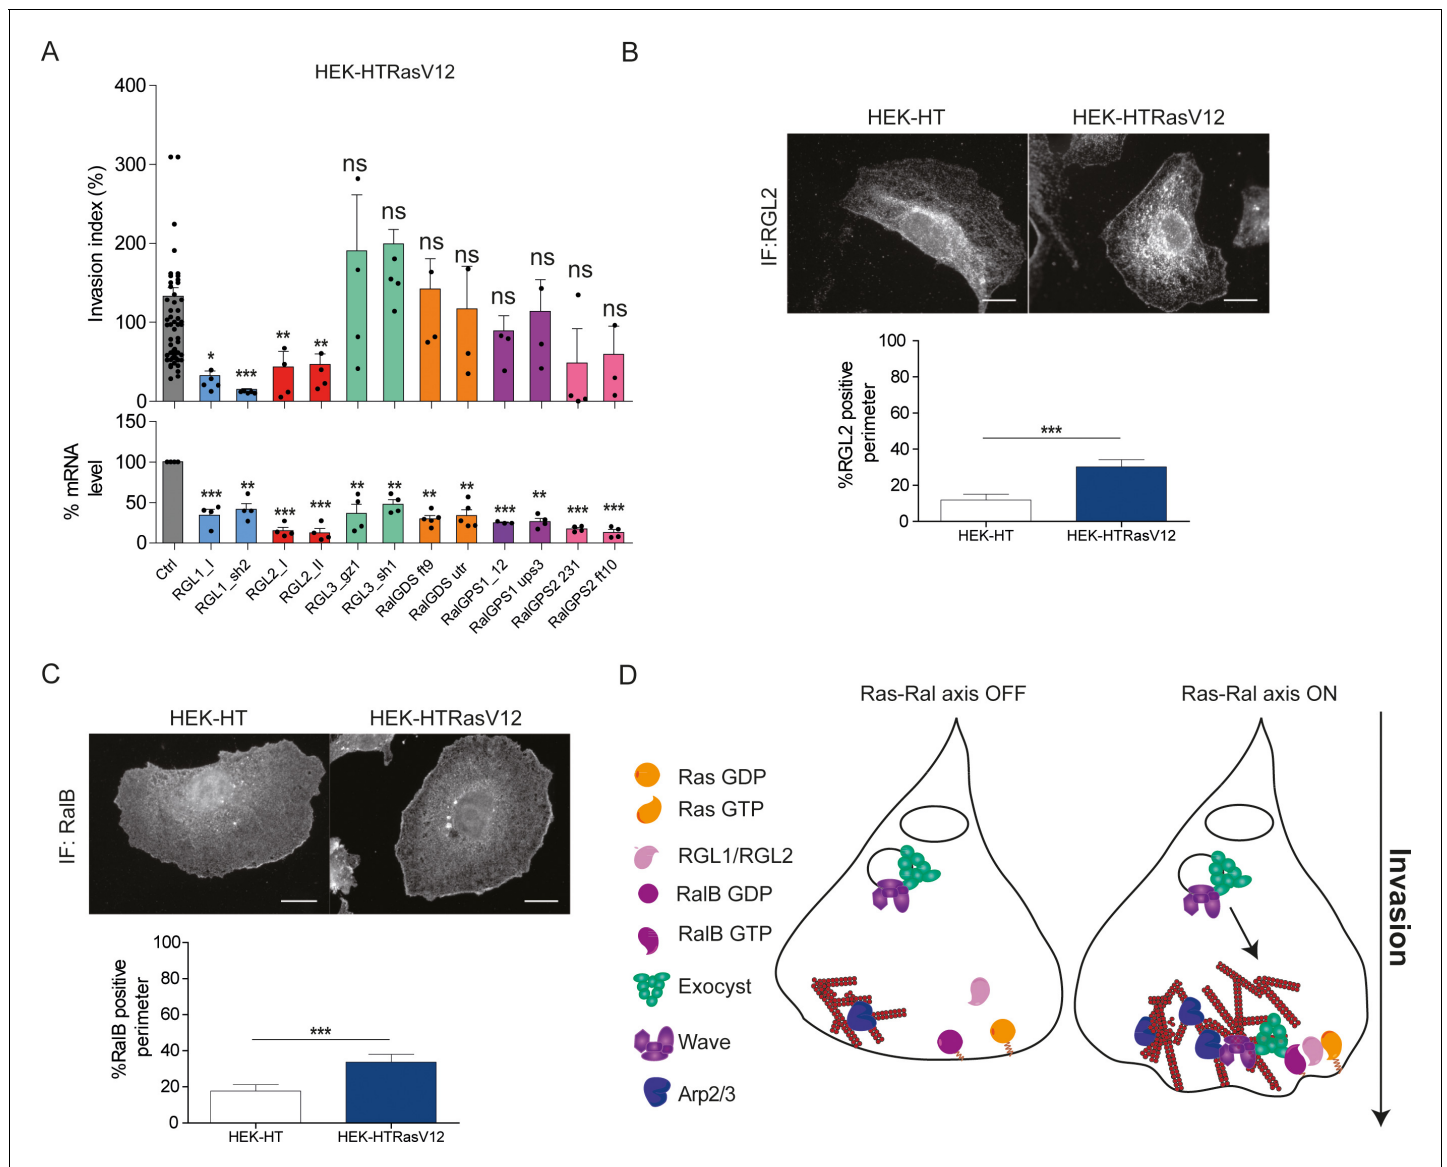 A
HEK-HTRasV12
Invasion index (%)
400
300
200
100
0
* *** ** ** ns ns ns ns ns ns ns ns
% mRNA
level
150
100
50
0
*** ** *** *** ** ** ** ** *** ** *** ***
Ctrl
RGL1_I
RGL1_sh2
RGL2_I
RGL2_II
RGL3_gz1
RGL3_sh1
RalGDS ft9
RalGDS utr
RalGPS1_12
RalGPS1 ups3
RalGPS2 231
RalGPS2 ft10
B
HEK-HT HEK-HTRasV12
IF:RGL2
%RGL2 positive
perimeter
100
80
60
40
20
0
***
HEK-HT HEK-HTRasV12
C
HEK-HT HEK-HTRasV12
IF: RalB
%RalB positive
perimeter
100
80
60
40
20
0
***
HEK-HT HEK-HTRasV12
D
Ras-Ral axis OFF Ras-Ral axis ON
Ras GDP
Ras GTP
RGL1/RGL2
RalB GDP
RalB GTP
Exocyst
Wave
Arp2/3
Invasion